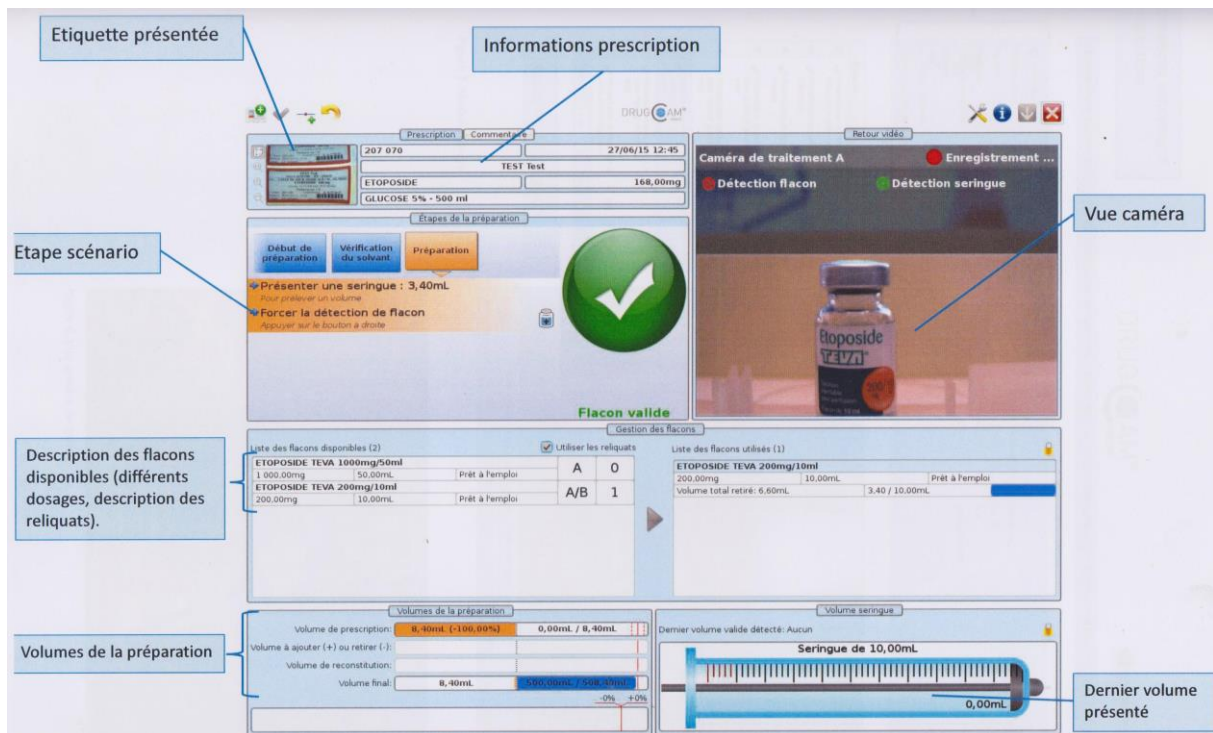 Etiquette présentée
Informations prescription
DRUGCAM
Prescription Commentaire
207 070 27/06/15 12:45
TEST Test
ETOPOSIDE 168,00mg
GLUCOSE 5% - 500 ml
Retour vidéo
Caméra de traitement A Enregistrement ...
Détection flacon Détection seringue
Vue caméra
Etoposide
TEVA
Etape scénario
Étapes de la préparation
Début de préparation
Vérification du solvant
Préparation
Présenter une seringue : 3,40mL
Pour prélever un volume
Forcer la détection de flacon
Appuyer sur le bouton à droite
Flacon valide
Gestion des flacons
Description des flacons
disponibles (différents
dosages, description des
reliquats).
Liste des flacons disponibles (2) Utiliser les reliquats
ETOPOSIDE TEVA 1000mg/50ml A 0
1 000,00mg 50,00mL Prêt à l'emploi
ETOPOSIDE TEVA 200mg/10ml A/B 1
200,00mg 10,00mL Prêt à l'emploi
Liste des flacons utilisés (1)
ETOPOSIDE TEVA 200mg/10ml
200,00mg 10,00mL Prêt à l'emploi
Volume total retiré: 6,60mL 3,40 / 10,00mL
Volumes de la préparation
Volumes de la préparation
Volume de prescription: 8,40mL (-100,00%) 0,00mL / 8,40mL
Volume à ajouter (+) ou retirer (-):
Volume de reconstitution:
Volume final: 8,40mL 500,00mL / 508,40mL
-0% +0%
Volume seringue
Dernier volume valide détecté: Aucun
Seringue de 10,00mL
0,00mL
Dernier volume
présenté